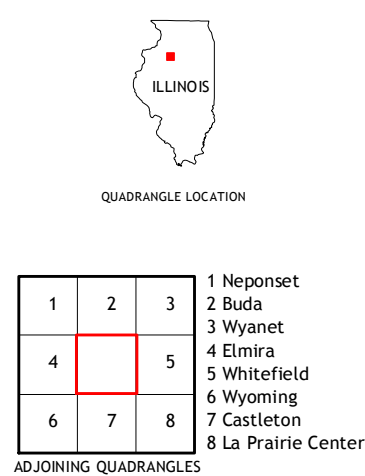 ILLINOIS
QUADRANGLE LOCATION
1 2 3
4 5
6 7 8
1 Neponset
2 Buda
3 Wyanet
4 Elmira
5 Whitefield
6 Wyoming
7 Castleton
8 La Prairie Center
ADJOINING QUADRANGLES